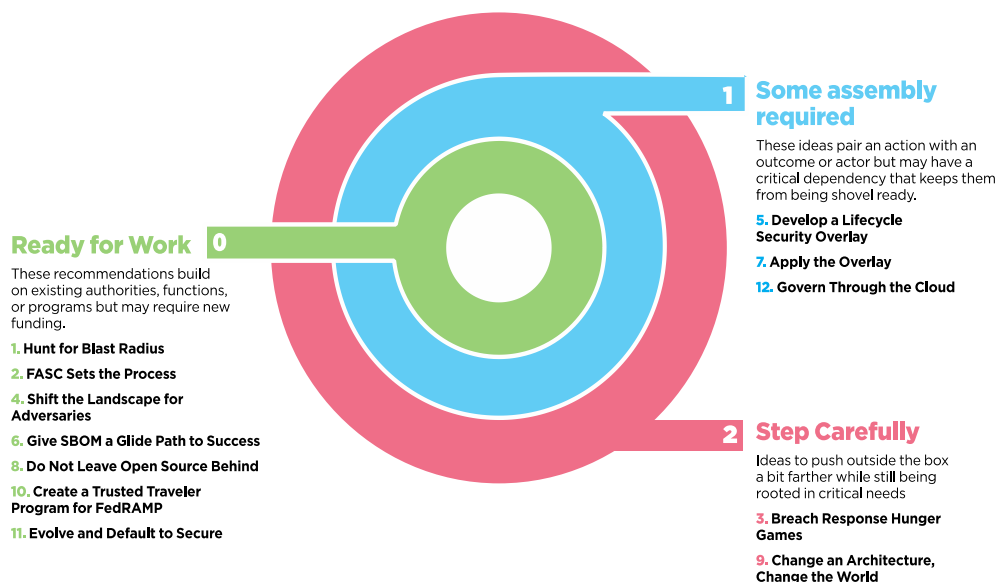 Ready for Work
0
These recommendations build
on existing authorities, functions,
or programs but may require new
funding.
1. Hunt for Blast Radius
2. FASC Sets the Process
4. Shift the Landscape for
Adversaries
6. Give SBOM a Glide Path to Success
8. Do Not Leave Open Source Behind
10. Create a Trusted Traveler
Program for FedRAMP
11. Evolve and Default to Secure
1
Some assembly
required
These ideas pair an action with an
outcome or actor but may have a
critical dependency that keeps them
from being shovel ready.
5. Develop a Lifecycle
Security Overlay
7. Apply the Overlay
12. Govern Through the Cloud
2
Step Carefully
Ideas to push outside the box
a bit farther while still being
rooted in critical needs
3. Breach Response Hunger
Games
9. Change an Architecture,
Change the World